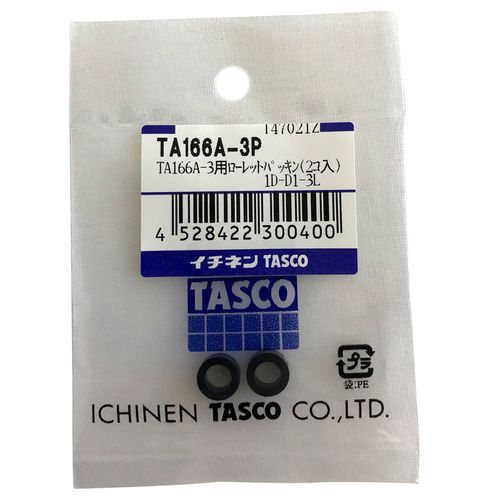 147021Z
TA166A-3P
TA166A-3用ローレットパッキン(2コ入)
1D-D1-3L
4 528422 300400
イチネン TASCO
TASCO
プラ
袋:PE
ICHINEN TASCO CO.,LTD.